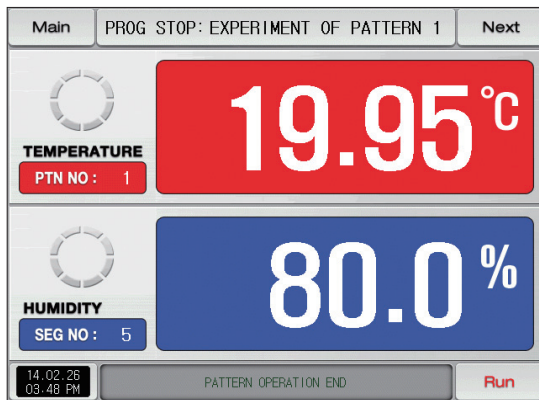 Main PROG STOP: EXPERIMENT OF PATTERN 1 Next
19.95 °C
TEMPERATURE
PTN NO : 1
80.0 %
HUMIDITY
SEG NO : 5
14.02.26
03.48 PM
PATTERN OPERATION END
Run